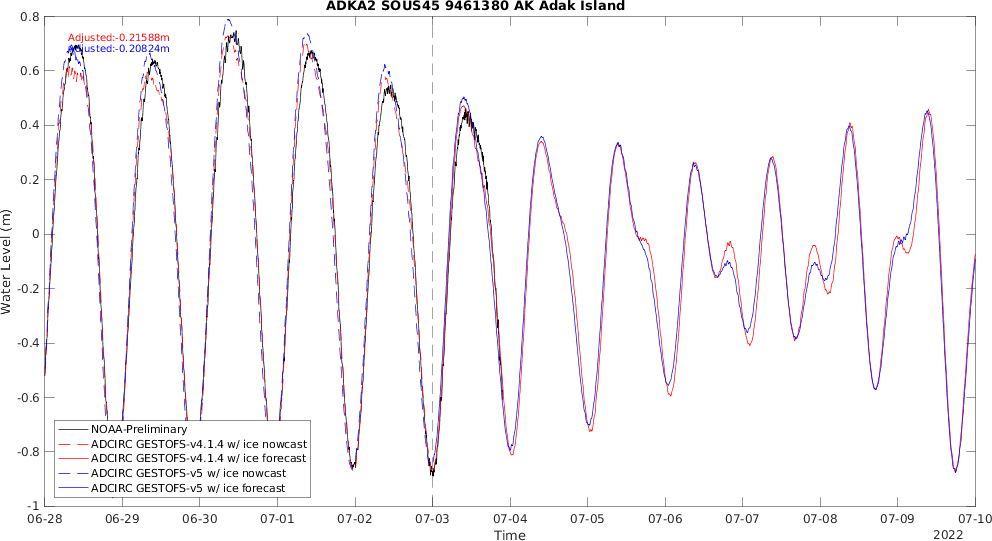 ADKA2 SOUS45 9461380 AK Adak Island
0.8
Adjusted:-0.21588m
Adjusted:-0.20824m
0.6
0.4
0.2
0
-0.2
-0.4
-0.6
-0.8
-1
Water Level (m)
NOAA-Preliminary
ADCIRC GESTOFS-v4.1.4 w/ ice nowcast
ADCIRC GESTOFS-v4.1.4 w/ ice forecast
ADCIRC GESTOFS-v5 w/ ice nowcast
ADCIRC GESTOFS-v5 w/ ice forecast
06-28 06-29 06-30 07-01 07-02 07-03 07-04 07-05 07-06 07-07 07-08 07-09 07-10
Time
2022